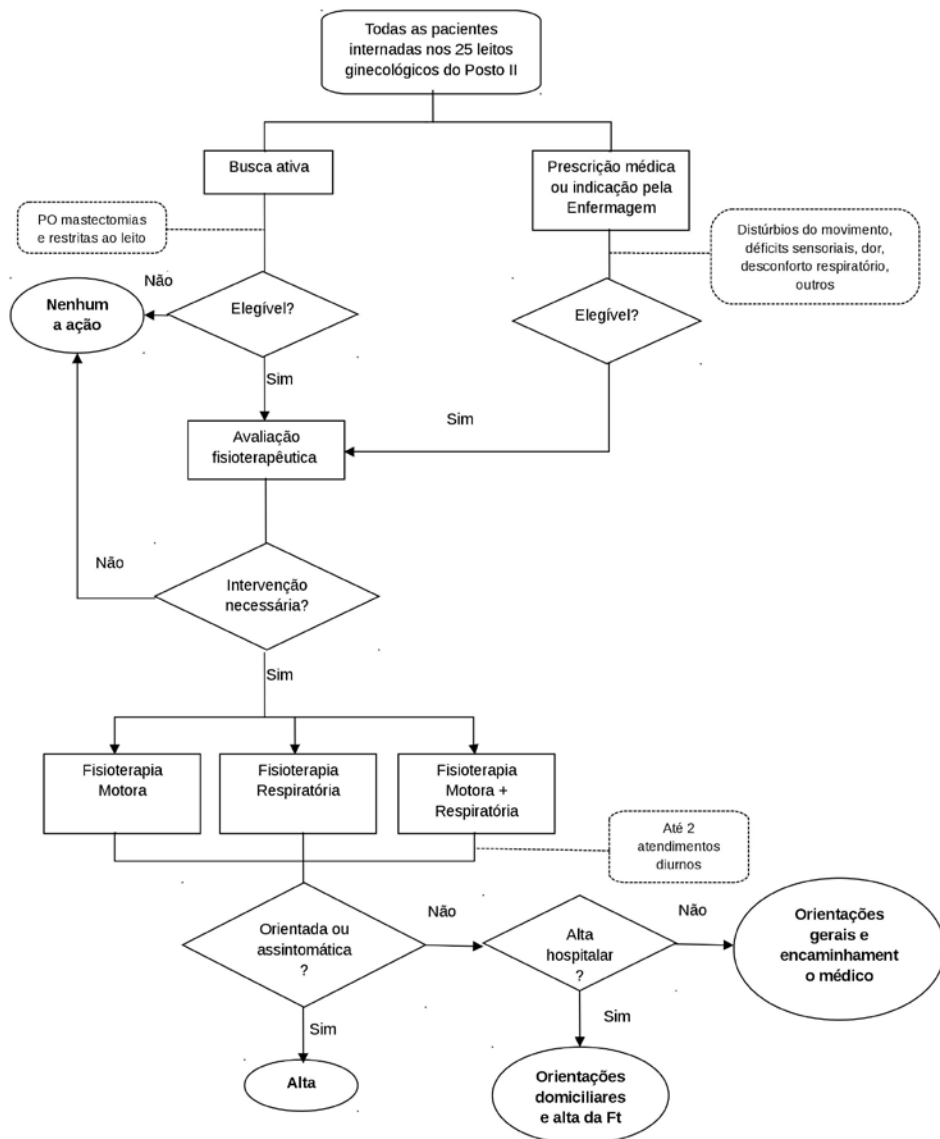 Todas as pacientes
internadas nos 25 leitos
ginecológicos do Posto II
Busca ativa
Prescrição médica
ou indicação pela
Enfermagem
PO mastectomias
e restritas ao leito
Distúrbios do movimento,
déficits sensoriais, dor,
desconforto respiratório,
outros
Não
Nenhum
a ação
Elegível?
Elegível?
Sim
Sim
Avaliação
fisioterapêutica
Não
Intervenção
necessária?
Sim
Fisioterapia
Motora
Fisioterapia
Respiratória
Fisioterapia
Motora +
Respiratória
Até 2
atendimentos
diurnos
Orientada ou
assintomática
?
Não
Alta
hospitalar
?
Não
Orientações
gerais e
encaminhament
o médico
Sim
Sim
Alta
Orientações
domiciliares
e alta da Ft